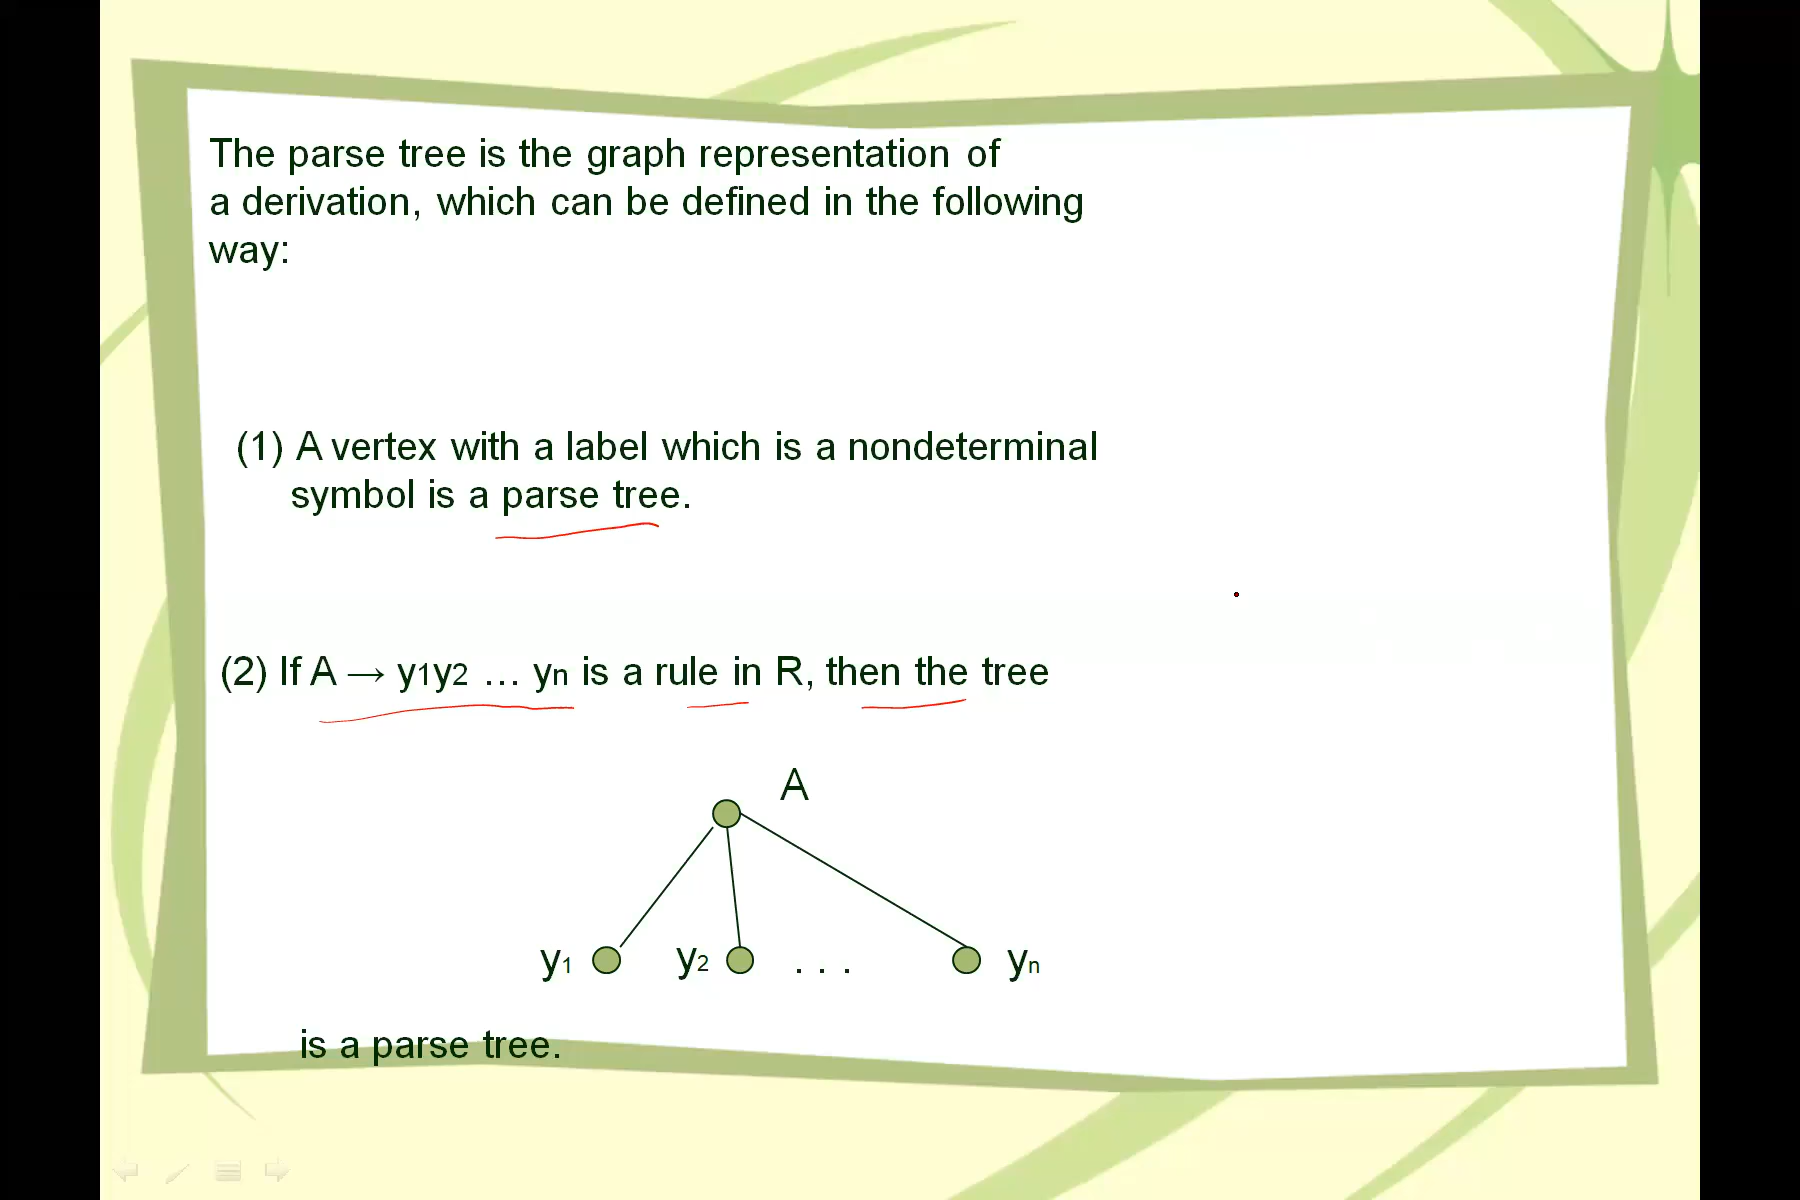 The parse tree is the graph representation of
a derivation, which can be defined in the following
way:
(1) A vertex with a label which is a nondeterminal
symbol is a parse tree.
(2) If A → y1y2 ... yn is a rule in R, then the tree
A
y1 y2 . . . yn
is a parse tree.